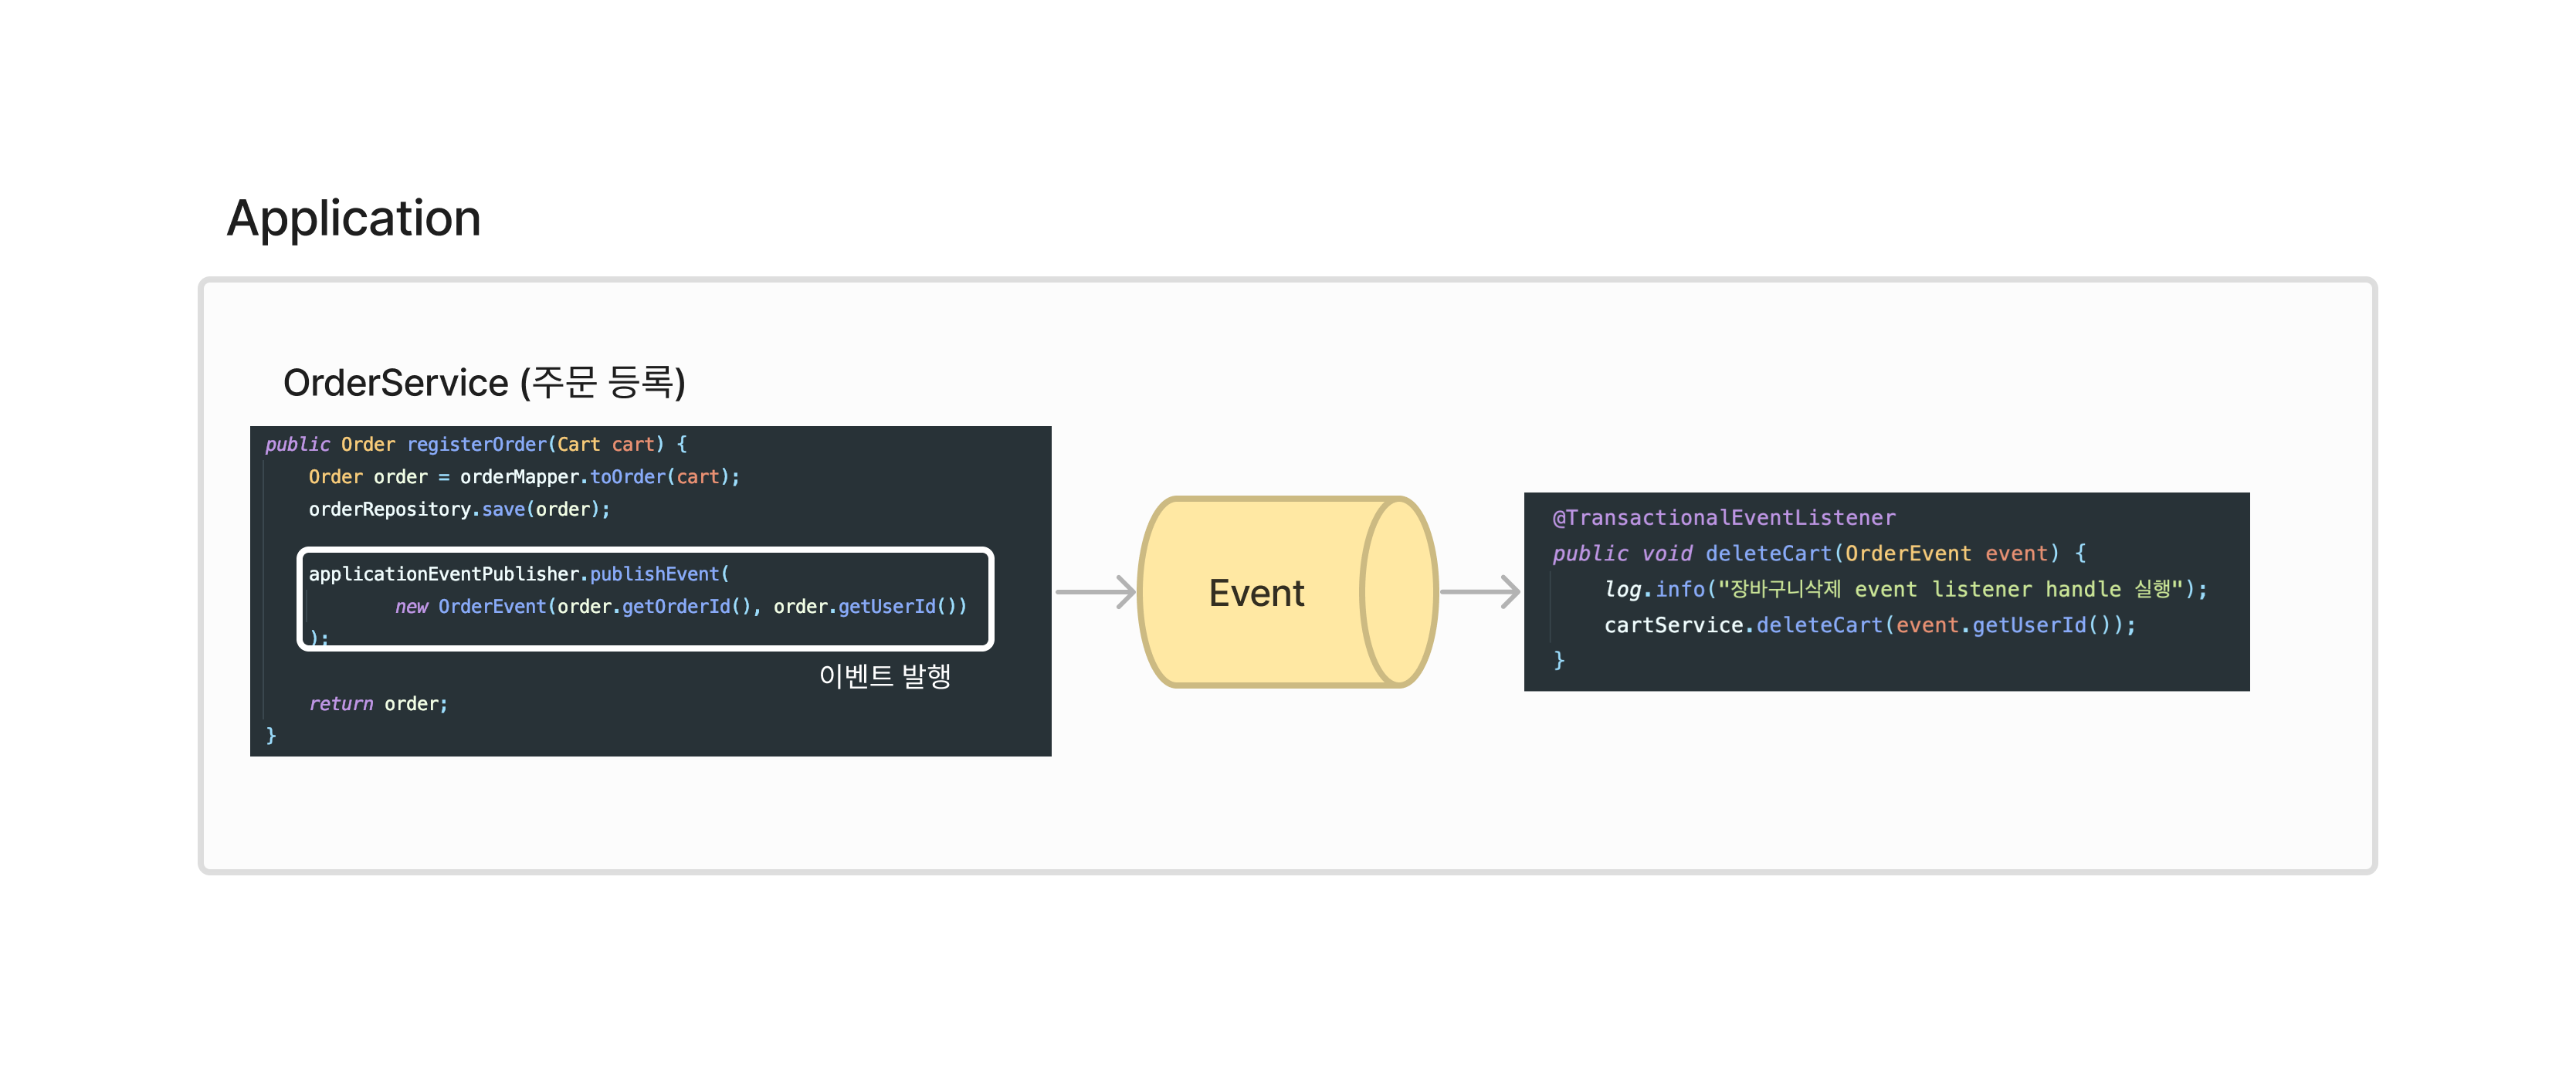 Application
OrderService (주문 등록)
public Order registerOrder(Cart cart) {
Order order = orderMapper.toOrder(cart);
orderRepository.save(order);
applicationEventPublisher.publishEvent(
new OrderEvent(order.getOrderId(), order.getUserId())
);
이벤트 발행
return order;
}
Event
@TransactionalEventListener
public void deleteCart(OrderEvent event) {
log.info("장바구니삭제 event listener handle 실행");
cartService.deleteCart(event.getUserId());
}